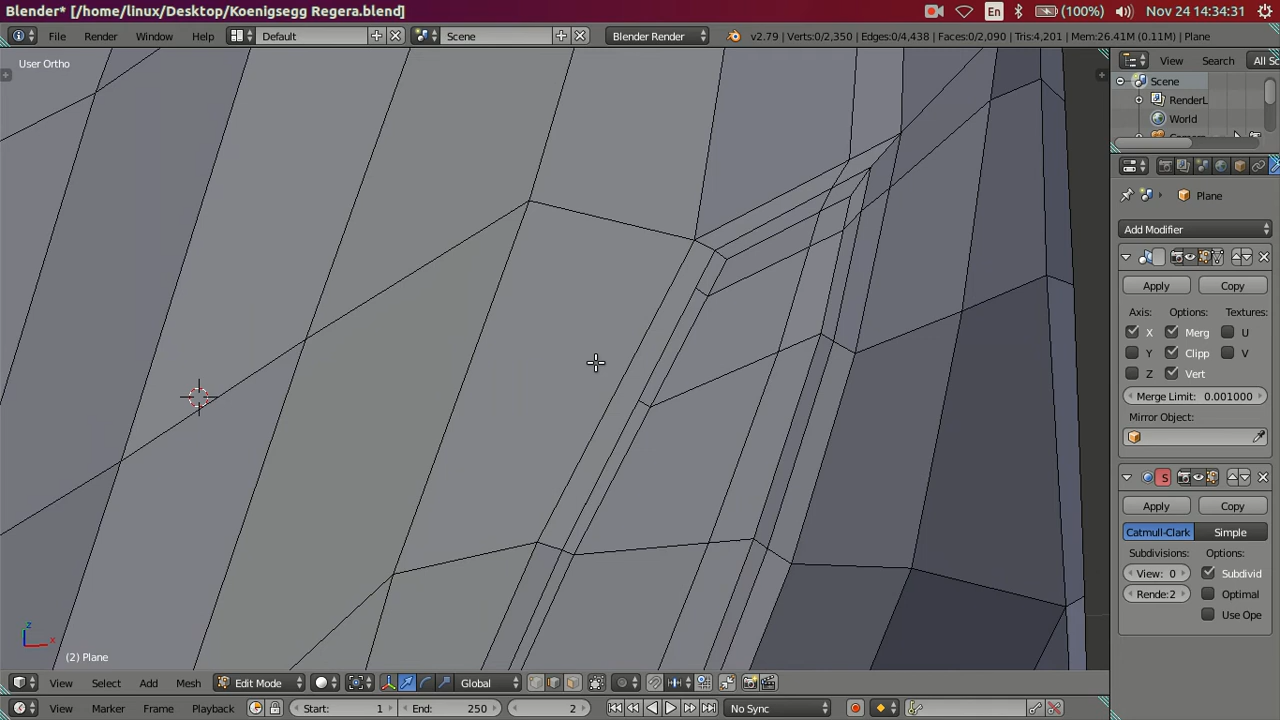 Blender* [/home/linux/Desktop/Koenigsegg Regera.blend]
En (100%) Nov 24 14:34:31
File Render Window Help Default Scene Blender Render v2.79 | Verts:0/2,350 | Edges:0/4,438 | Faces:0/2,090 | Tris:4,201 | Mem:26.41M (0.11M) | Plane
View Search All Sc
User Ortho
Scene
RenderL
World
Plane
Add Modifier
Apply Copy
Axis: Options: Textures:
X Merg U
Y Clipp V
Z Vert
Merge Limit: 0.001000
Mirror Object:
S
Apply Copy
Catmull-Clark Simple
Subdivisions: Options:
View: 0 Subdivid
Rende: 2 Optimal
Use Ope
z
x
(2) Plane
View Select Add Mesh Edit Mode Global
View Marker Frame Playback Start: 1 End: 250 2 No Sync